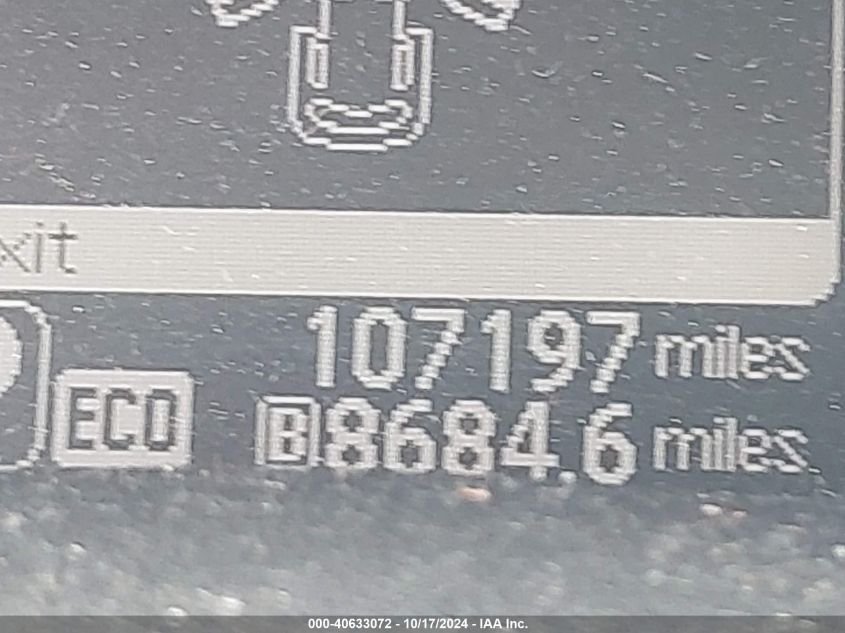 xit
107197 miles
ECO B 8684.6 miles
000-40633072 - 10/17/2024 - IAA Inc.